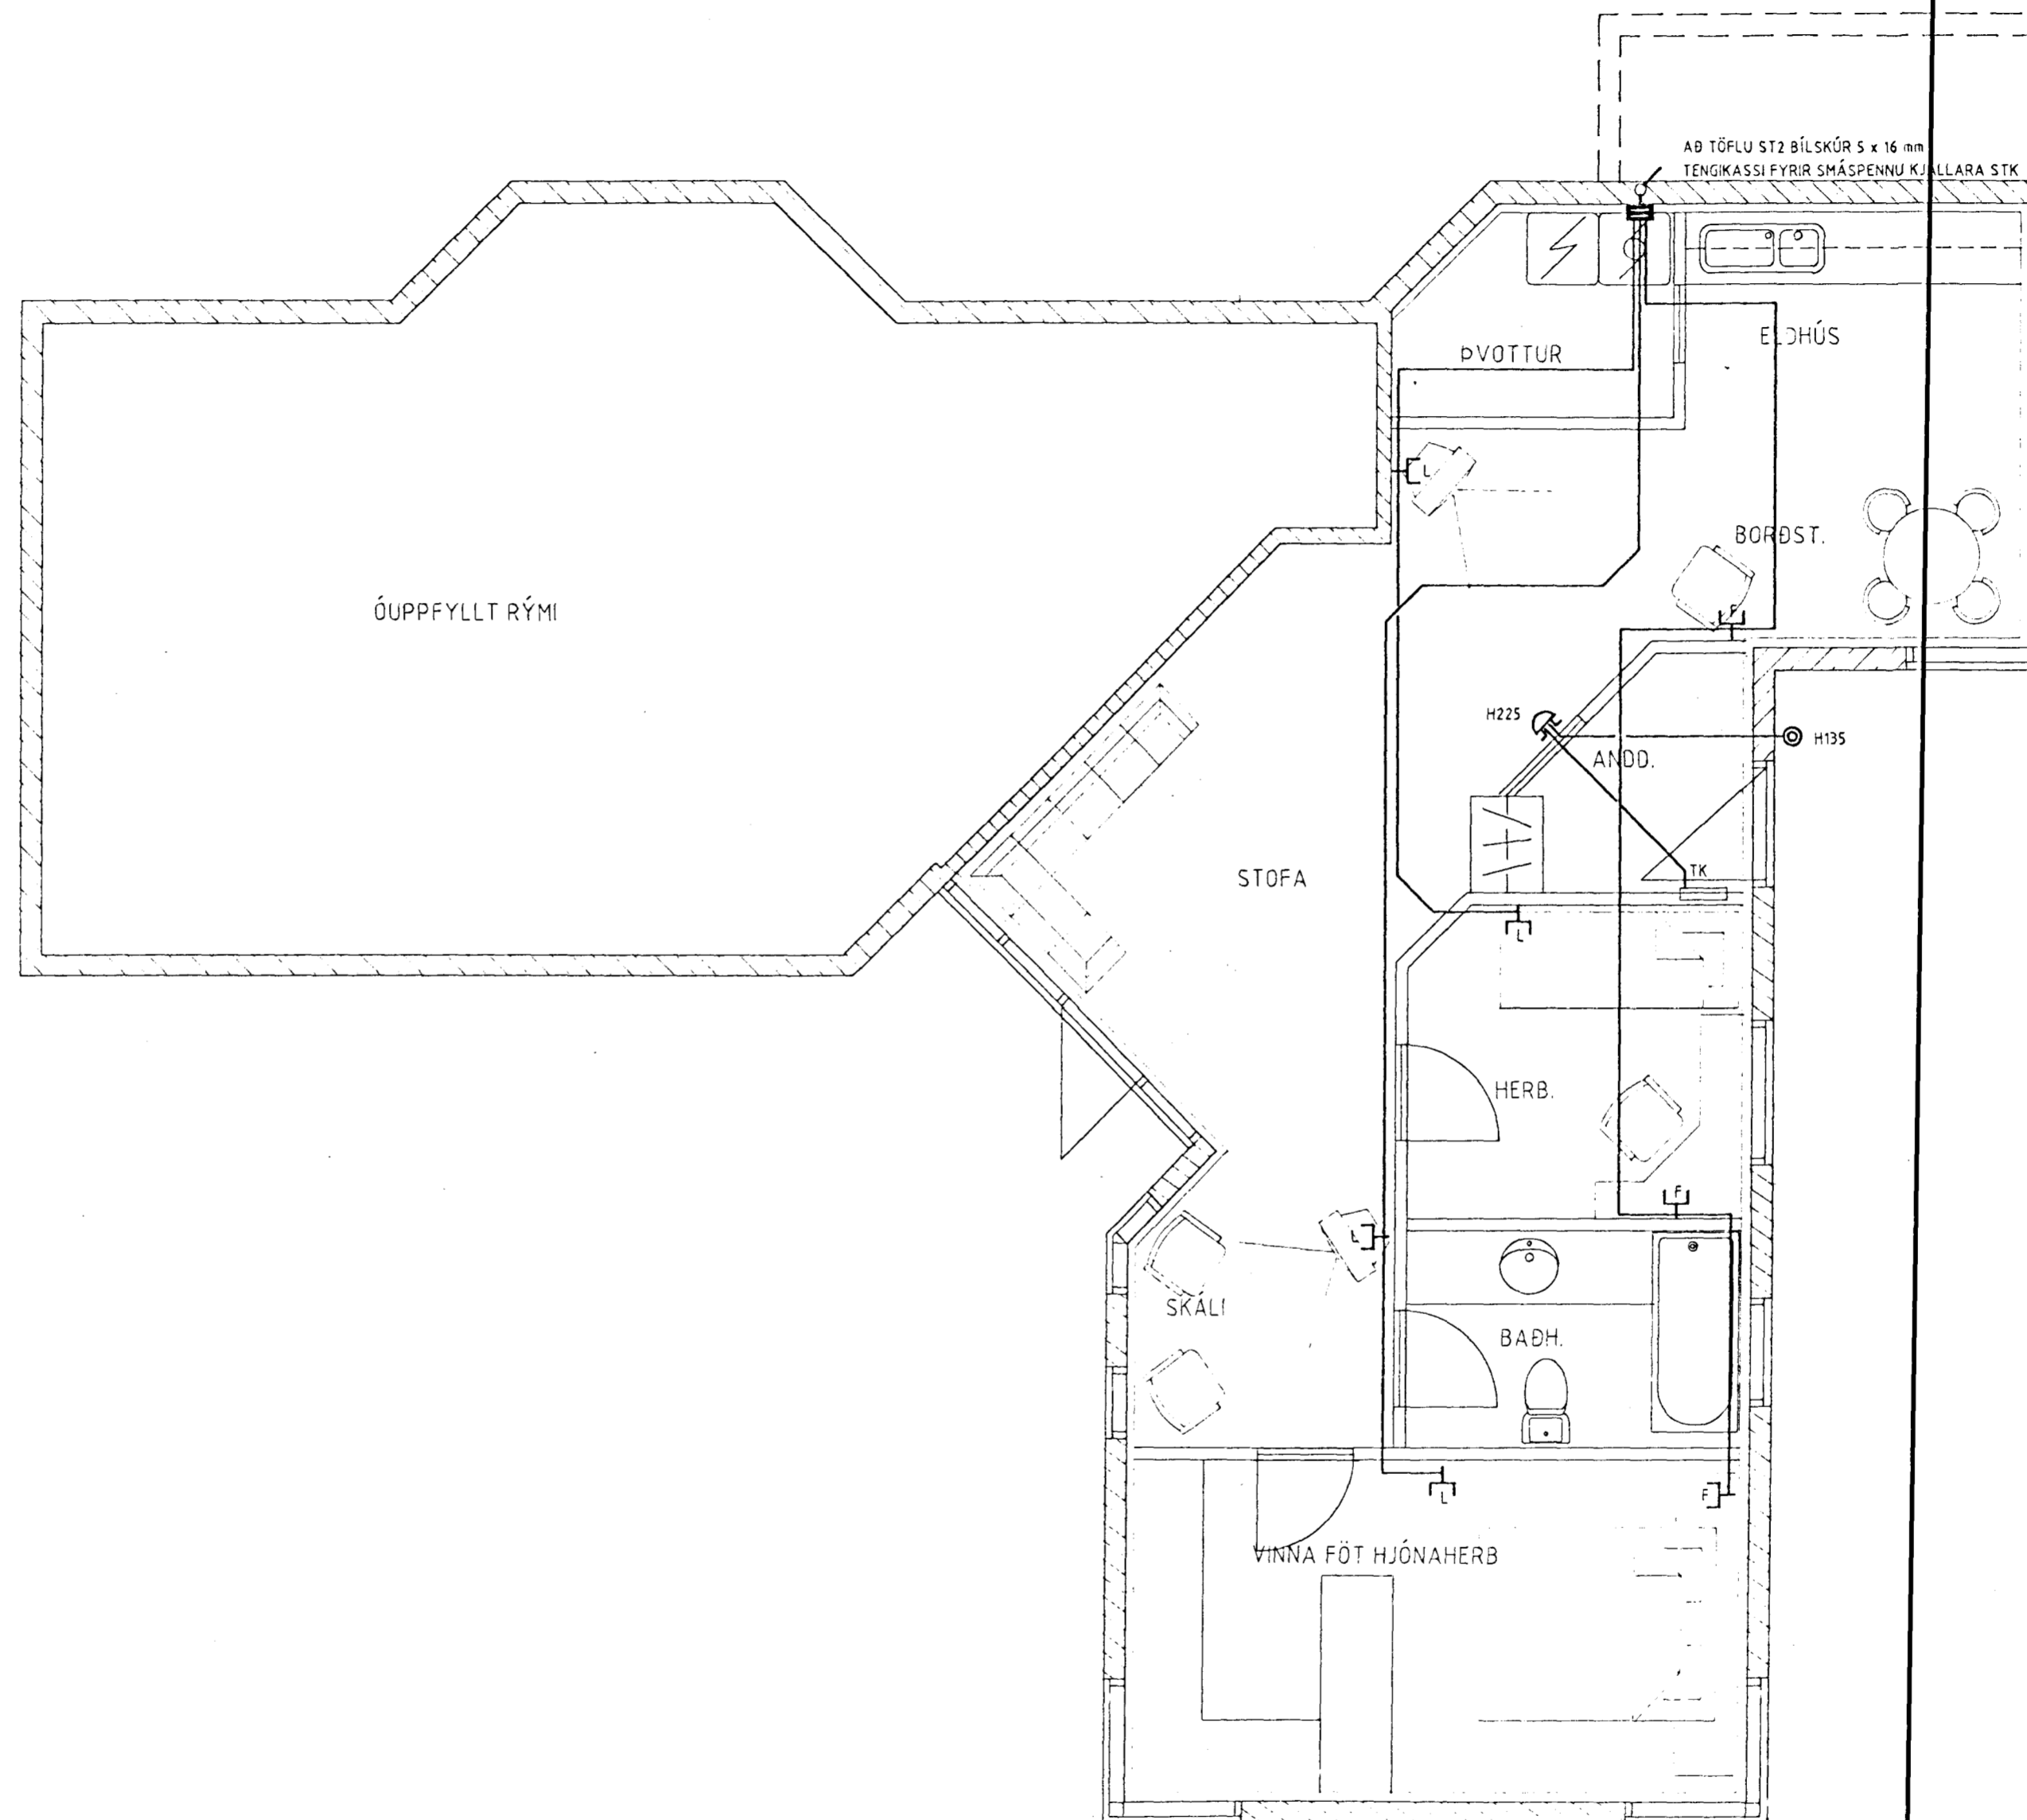 AÐ TÖFLU ST2 BÍLSKÚR 5 x 16 mm
TENGIKASSI FYRIR SMÁSPENNU KJALLARA STK
ÞVOTTUR
ELDHÚS
L
BORÐST.
ÓUPPFYLLT RÝMI
F
H225
H135
ANDD.
TK
STOFA
L
HERB.
F
L
SKÁLI
BAÐH.
L
F
VINNA FÖT HJÓNAHERB